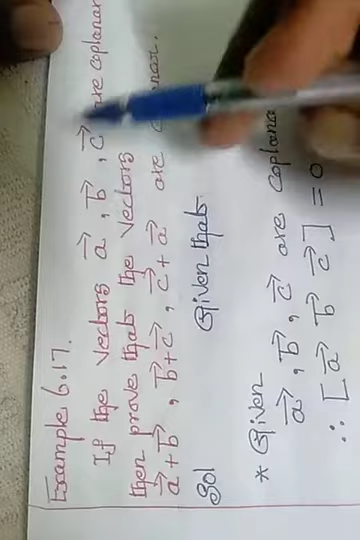 Example 6.17.
If the vectors a⃗, b⃗, c⃗ are coplanar
then prove that the vectors
a⃗+b⃗, b⃗+c⃗, c⃗+a⃗ are
Sol Given that
* Given
a⃗, b⃗, c⃗ are coplanar
∴ [a⃗ b⃗ c⃗] = 0